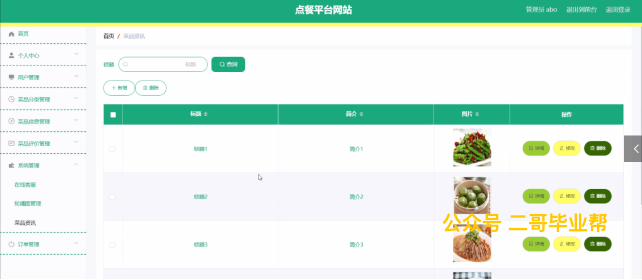 点餐平台网站
管理员 abo 退出到前台 退出登录
首页
个人中心
用户管理
菜品分类管理
菜品信息管理
菜品评价管理
系统管理
在线客服
轮播图管理
菜品资讯
订单管理
首页 / 菜品资讯
标题 标题 查询
新增 删除
标题 简介 图片 操作
标题1 简介1 详情 修改 删除
标题2 简介2 详情 修改 删除
标题3 简介3 详情 修改 删除
公众号 二哥毕业帮